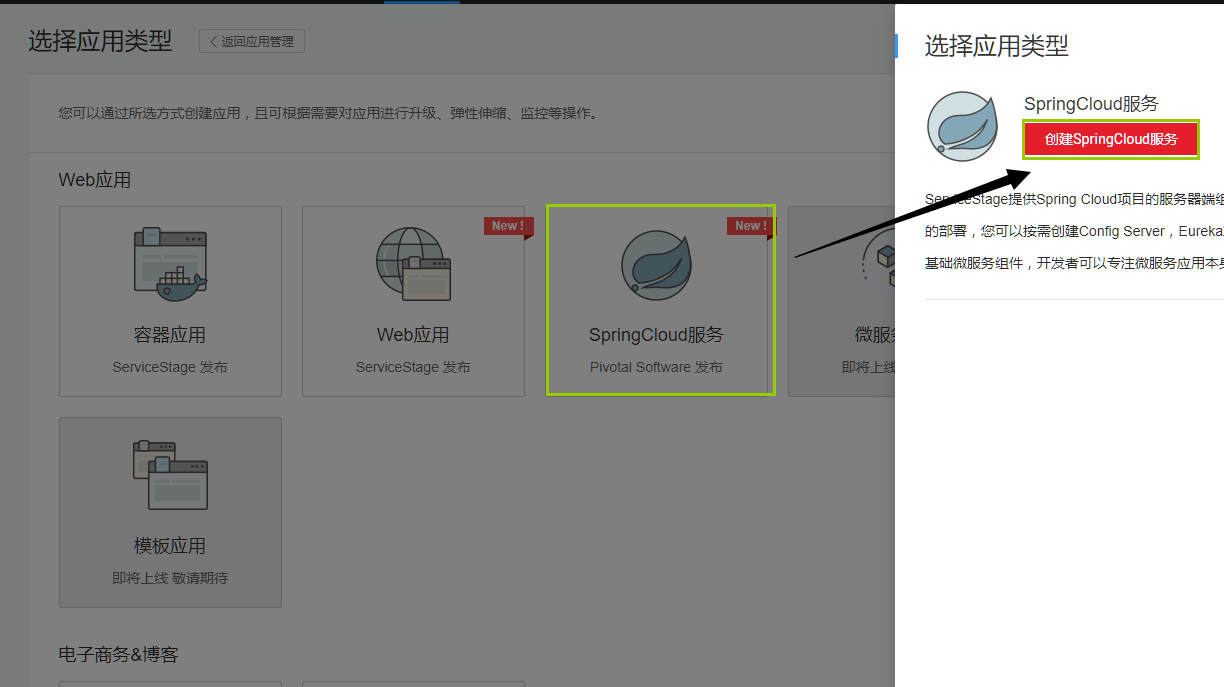 选择应用类型
返回应用管理
您可以通过所选方式创建应用，且可根据需要对应用进行升级、弹性伸缩、监控等操作。
Web应用
容器应用
ServiceStage 发布
New !
Web应用
ServiceStage 发布
New !
SpringCloud服务
Pivotal Software 发布
微服
即将上线
模板应用
即将上线 敬请期待
电子商务&博客
选择应用类型
SpringCloud服务
创建SpringCloud服务
ServiceStage提供Spring Cloud项目的服务器端组
的部署，您可以按需创建Config Server，Eureka
基础微服务组件，开发者可以专注微服务应用本